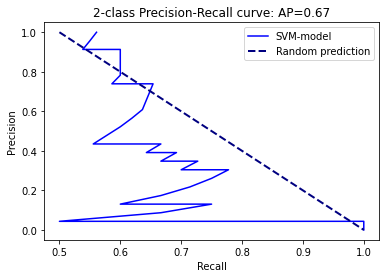 2-class Precision-Recall curve: AP=0.67
SVM-model
Random prediction
Precision
1.0
0.8
0.6
0.4
0.2
0.0
0.5 0.6 0.7 0.8 0.9 1.0
Recall